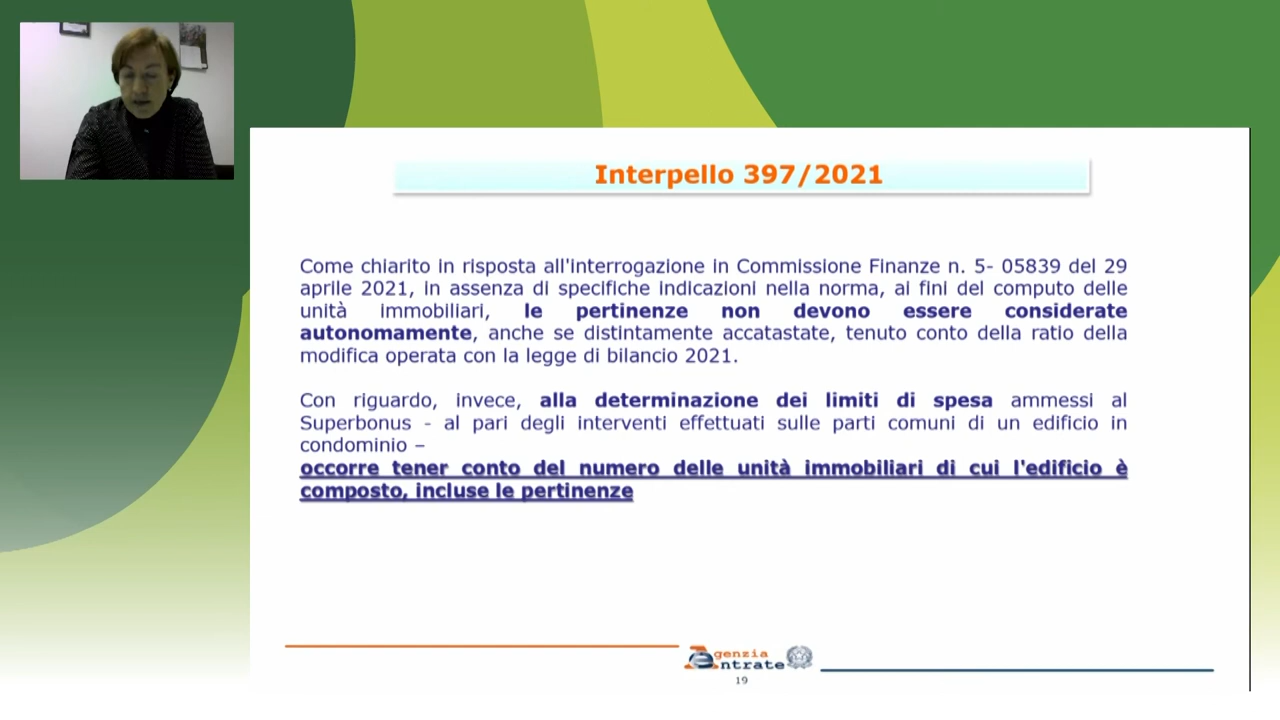 Interpello 397/2021
Come chiarito in risposta all'interrogazione in Commissione Finanze n. 5- 05839 del 29
aprile 2021, in assenza di specifiche indicazioni nella norma, ai fini del computo delle
unità immobiliari, le pertinenze non devono essere considerate
autonomamente, anche se distintamente accatastate, tenuto conto della ratio della
modifica operata con la legge di bilancio 2021.
Con riguardo, invece, alla determinazione dei limiti di spesa ammessi al
Superbonus - al pari degli interventi effettuati sulle parti comuni di un edificio in
condominio –
occorre tener conto del numero delle unità immobiliari di cui l'edificio è
composto, incluse le pertinenze
genzia
ntrate
19